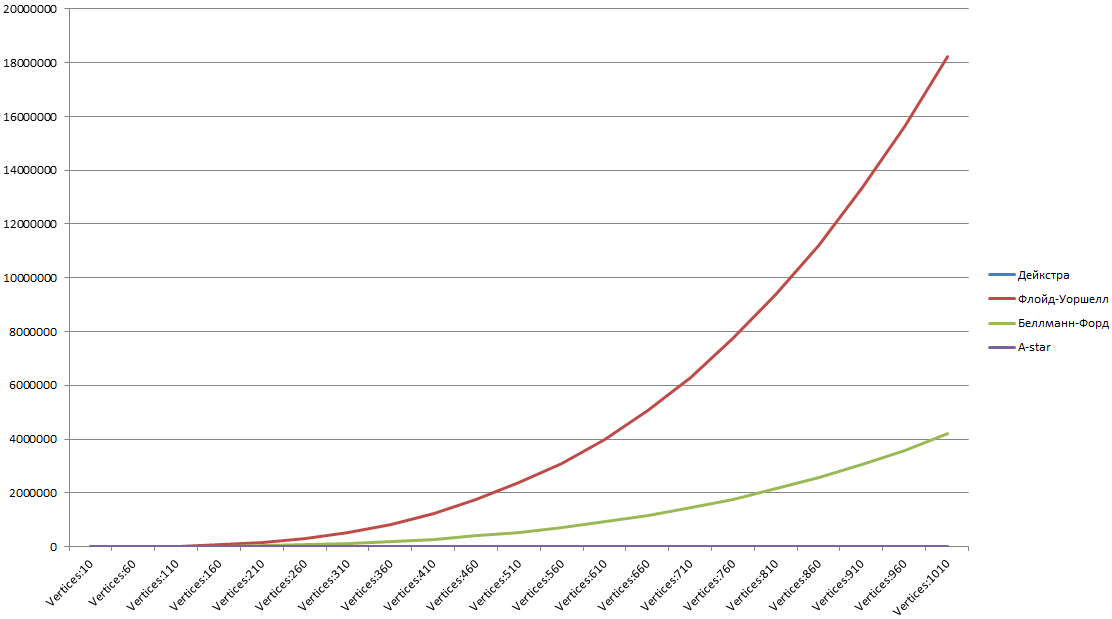 20000000
18000000
16000000
14000000
12000000
10000000
8000000
6000000
4000000
2000000
0
Vertices:10
Vertices:60
Vertices:110
Vertices:160
Vertices:210
Vertices:260
Vertices:310
Vertices:360
Vertices:410
Vertices:460
Vertices:510
Vertices:560
Vertices:610
Vertices:660
Vertices:710
Vertices:760
Vertices:810
Vertices:860
Vertices:910
Vertices:960
Vertices:1010
Дейкстра
Флойд-Уоршелл
Беллманн-Форд
A-star